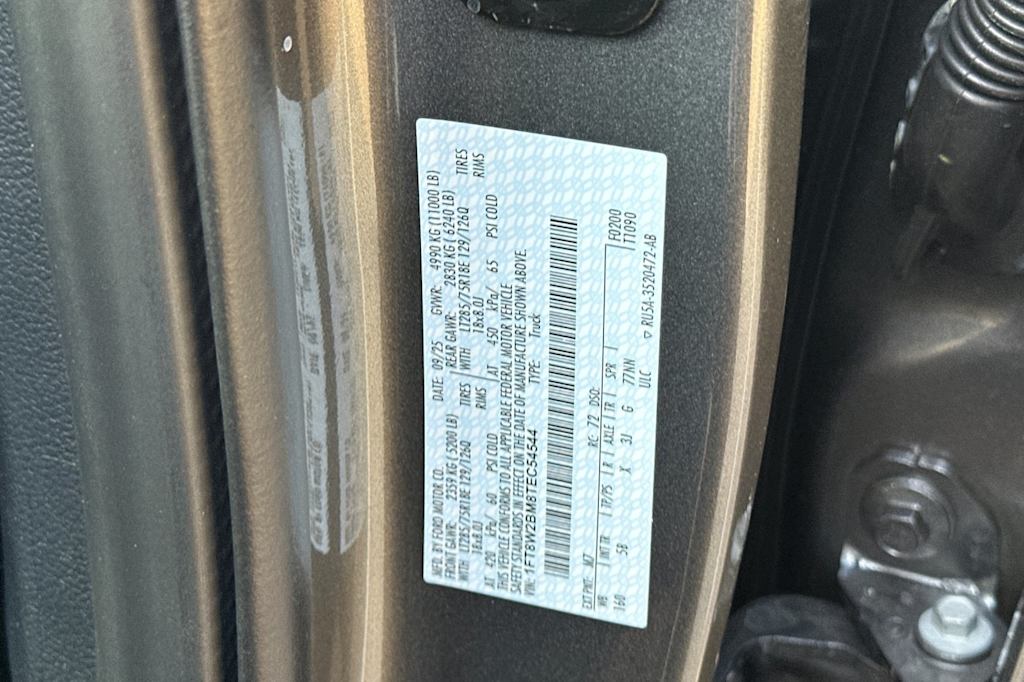 MFD. BY FORD MOTOR CO.
DATE: 09/25 GVWR: 4990 KG (11000 LB)
FRONT GAWR: 2359 KG (5200 LB) REAR GAWR: 2830 KG (6240 LB)
WITH LT285/75R18E 129/126Q TIRES WITH LT285/75R18E 129/126Q TIRES
18x8.0J RIMS 18x8.0J RIMS
AT 420 kPa/ 60 PSI COLD AT 450 kPa/ 65 PSI COLD
THIS VEHICLE CONFORMS TO ALL APPLICABLE FEDERAL MOTOR VEHICLE
SAFETY STANDARDS IN EFFECT ON THE DATE OF MANUFACTURE SHOWN ABOVE.
VIN: 1FT8W2BM8TEC54544 TYPE: Truck
EXT PNT: M7 RC: 72 DSO: F0200
WB INT TR TP/PS R AXLE TR SPR T1090
160 5B X 3J G 77NN
ULC
▽ RU5A-3520472-AB